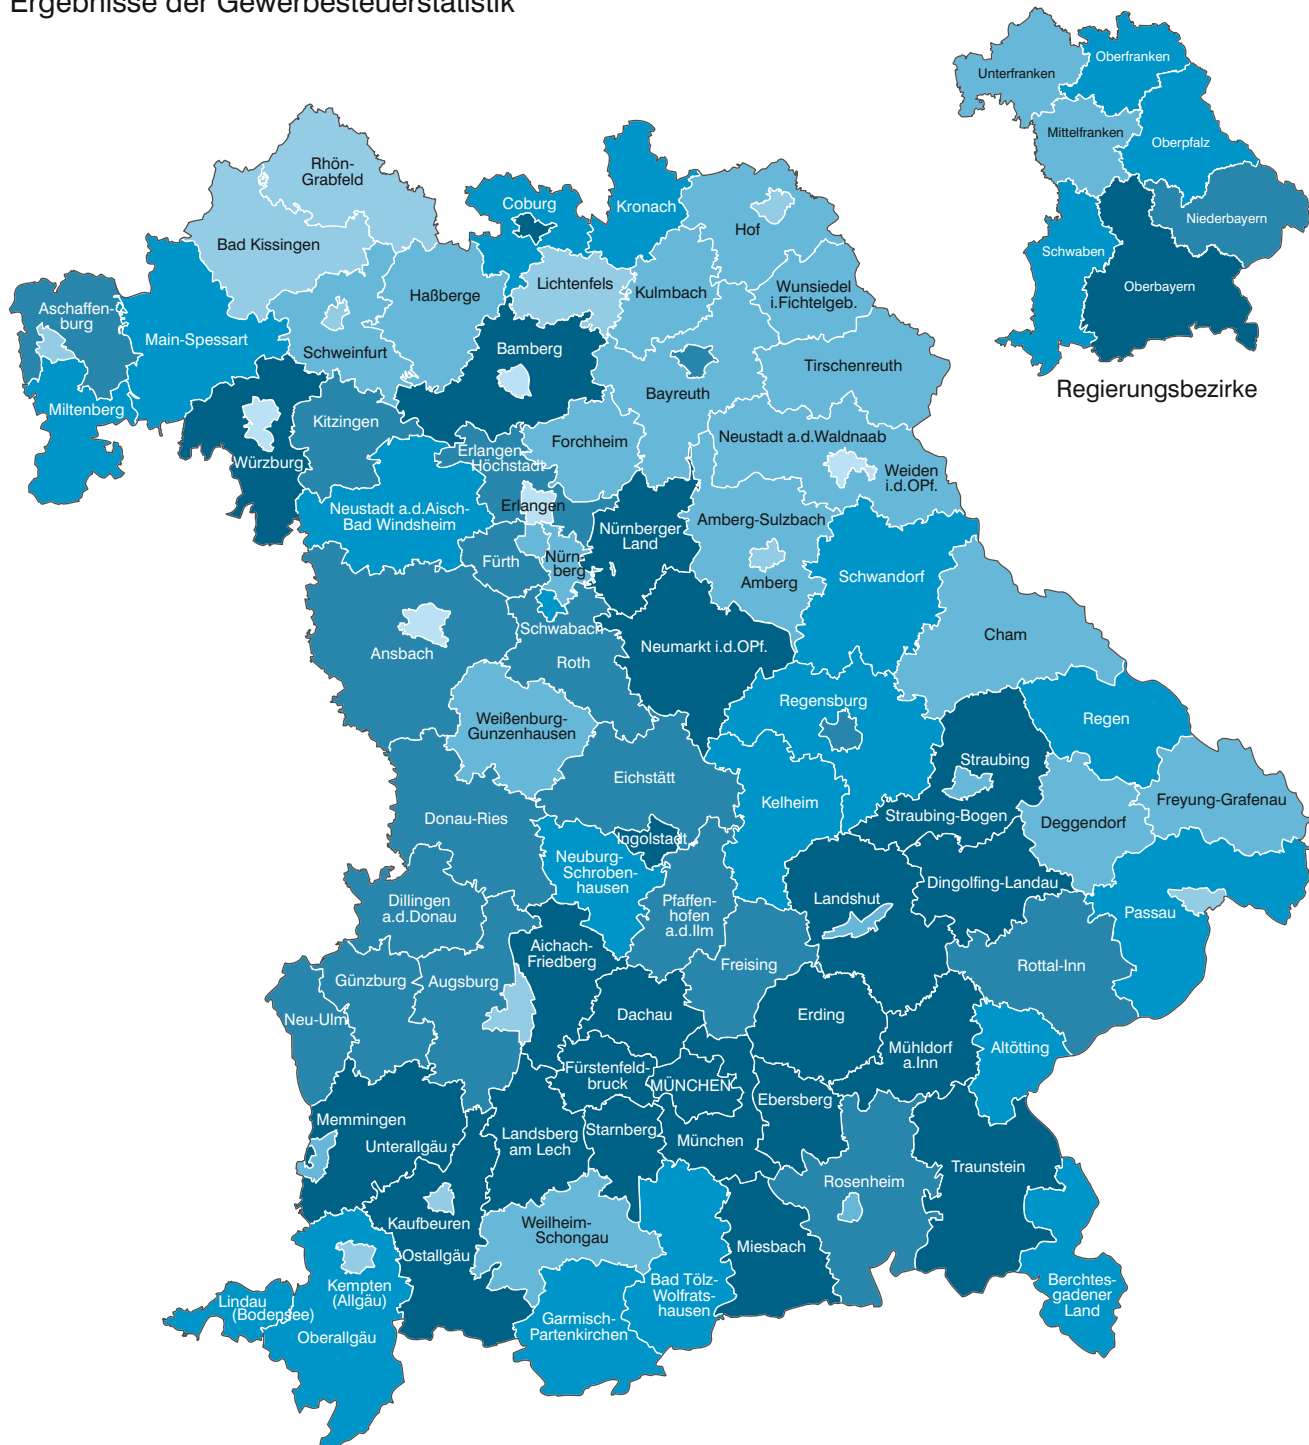 Ergebnisse der Gewerbesteuerstatistik
Unterfranken
Oberfranken
Mittelfranken
Oberpfalz
Niederbayern
Schwaben
Oberbayern
Regierungsbezirke
Rhön-
Grabfeld
Bad Kissingen
Coburg
Kronach
Hof
Lichtenfels
Kulmbach
Wunsiedel
i.Fichtelgeb.
Haßberge
Aschaffen-
burg
Main-Spessart
Schweinfurt
Bamberg
Bayreuth
Tirschenreuth
Miltenberg
Kitzingen
Würzburg
Forchheim
Neustadt a.d.Waldnaab
Weiden
i.d.OPf.
Erlangen-
Höchstadt
Erlangen
Neustadt a.d.Aisch-
Bad Windsheim
Nürnberger
Land
Amberg-Sulzbach
Amberg
Fürth
Nürn-
berg
Schwandorf
Cham
Ansbach
Schwabach
Roth
Neumarkt i.d.OPf.
Regensburg
Regen
Weißenburg-
Gunzenhausen
Straubing
Eichstätt
Kelheim
Freyung-Grafenau
Straubing-Bogen
Deggendorf
Donau-Ries
Ingolstadt
Neuburg-
Schroben-
hausen
Dingolfing-Landau
Landshut
Passau
Dillingen
a.d.Donau
Pfaffen-
hofen
a.d.Ilm
Aichach-
Friedberg
Freising
Rottal-Inn
Günzburg
Augsburg
Neu-Ulm
Dachau
Erding
Mühldorf
a.Inn
Altötting
Fürstenfeld-
bruck
MÜNCHEN
Ebersberg
Memmingen
Unterallgäu
Landsberg
am Lech
Starnberg
München
Traunstein
Rosenheim
Kaufbeuren
Weilheim-
Schongau
Miesbach
Ostallgäu
Kempten
(Allgäu)
Bad Tölz-
Wolfrats-
hausen
Berchtes-
gadener
Land
Lindau
(Bodensee)
Oberallgäu
Garmisch-
Partenkirchen